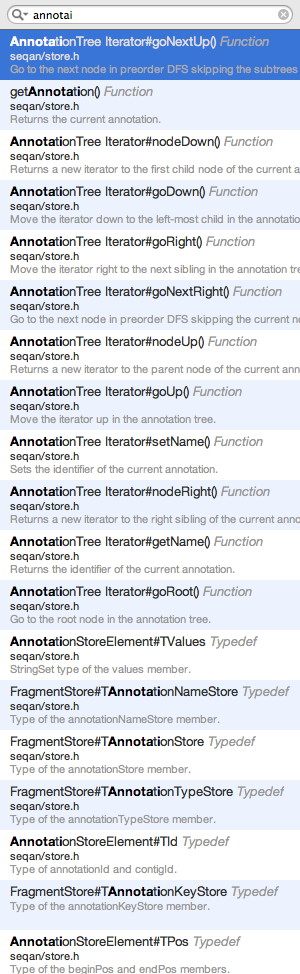 annotai
AnnotationTree Iterator#goNextUp() Function
seqan/store.h
Go to the next node in preorder DFS skipping the subtrees
getAnnotation() Function
Returns the current annotation.
AnnotationTree Iterator#nodeDown() Function
seqan/store.h
Returns a new iterator to the first child node of the current a
AnnotationTree Iterator#goDown() Function
seqan/store.h
Move the iterator down to the left-most child in the annotatio
AnnotationTree Iterator#goRight() Function
seqan/store.h
Move the iterator right to the next sibling in the annotation tre
AnnotationTree Iterator#goNextRight() Function
seqan/store.h
Go to the next node in preorder DFS skipping the current no
AnnotationTree Iterator#nodeUp() Function
seqan/store.h
Returns a new iterator to the parent node of the current anno
AnnotationTree Iterator#goUp() Function
seqan/store.h
Move the iterator up in the annotation tree.
AnnotationTree Iterator#setName() Function
seqan/store.h
Sets the identifier of the current annotation.
AnnotationTree Iterator#nodeRight() Function
seqan/store.h
Returns a new iterator to the right sibling of the current anno
AnnotationTree Iterator#getName() Function
seqan/store.h
Returns the identifier of the current annotation.
AnnotationTree Iterator#goRoot() Function
seqan/store.h
Go to the root node in the annotation tree.
AnnotationStoreElement#TValues Typedef
seqan/store.h
StringSet type of the values member.
FragmentStore#TAnnotationNameStore Typedef
seqan/store.h
Type of the annotationNameStore member.
FragmentStore#TAnnotationStore Typedef
seqan/store.h
Type of the annotationStore member.
FragmentStore#TAnnotationTypeStore Typedef
seqan/store.h
Type of the annotationTypeStore member.
AnnotationStoreElement#TId Typedef
seqan/store.h
Type of annotationId and contigId.
FragmentStore#TAnnotationKeyStore Typedef
Type of the annotationKeyStore member.
AnnotationStoreElement#TPos Typedef
seqan/store.h
Type of the beginPos and endPos members.